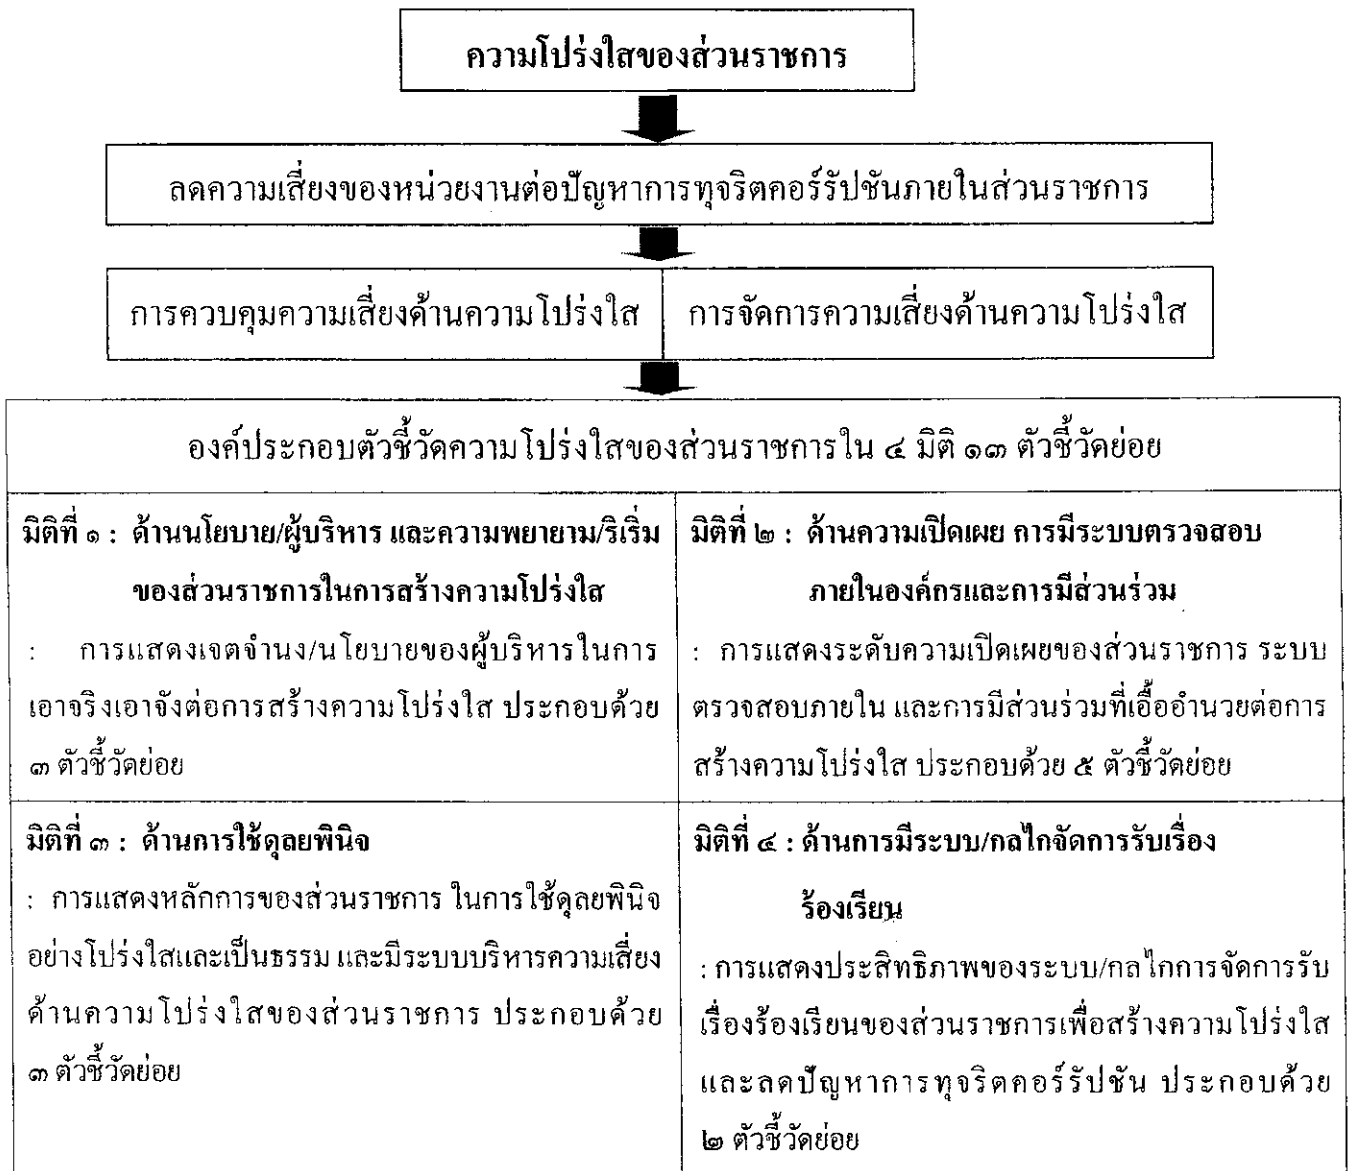 ความโปร่งใสของส่วนราชการ
ลดความเสี่ยงของหน่วยงานต่อปัญหาการทุจริตคอร์รัปชันภายในส่วนราชการ
การควบคุมความเสี่ยงด้านความโปร่งใส
การจัดการความเสี่ยงด้านความโปร่งใส
องค์ประกอบตัวชี้วัดความโปร่งใสของส่วนราชการใน ๔ มิติ ๑๓ ตัวชี้วัดย่อย
มิติที่ ๑ : ด้านนโยบาย/ผู้บริหาร และความพยายาม/ริเริ่ม
ของส่วนราชการในการสร้างความโปร่งใส
: การแสดงเจตจำนง/นโยบายของผู้บริหารในการ
เอาจริงเอาจังต่อการสร้างความโปร่งใส ประกอบด้วย
๓ ตัวชี้วัดย่อย
มิติที่ ๒ : ด้านความเปิดเผย การมีระบบตรวจสอบ
ภายในองค์กรและการมีส่วนร่วม
: การแสดงระดับความเปิดเผยของส่วนราชการ ระบบ
ตรวจสอบภายใน และการมีส่วนร่วมที่เอื้ออำนวยต่อการ
สร้างความโปร่งใส ประกอบด้วย ๕ ตัวชี้วัดย่อย
มิติที่ ๓ : ด้านการใช้ดุลยพินิจ
: การแสดงหลักการของส่วนราชการ ในการใช้ดุลยพินิจ
อย่างโปร่งใสและเป็นธรรม และมีระบบบริหารความเสี่ยง
ด้านความโปร่งใสของส่วนราชการ ประกอบด้วย
๓ ตัวชี้วัดย่อย
มิติที่ ๔ : ด้านการมีระบบ/กลไกจัดการรับเรื่อง
ร้องเรียน
: การแสดงประสิทธิภาพของระบบ/กลไกการจัดการรับ
เรื่องร้องเรียนของส่วนราชการเพื่อสร้างความโปร่งใส
และลดปัญหาการทุจริตคอร์รัปชัน ประกอบด้วย
๒ ตัวชี้วัดย่อย